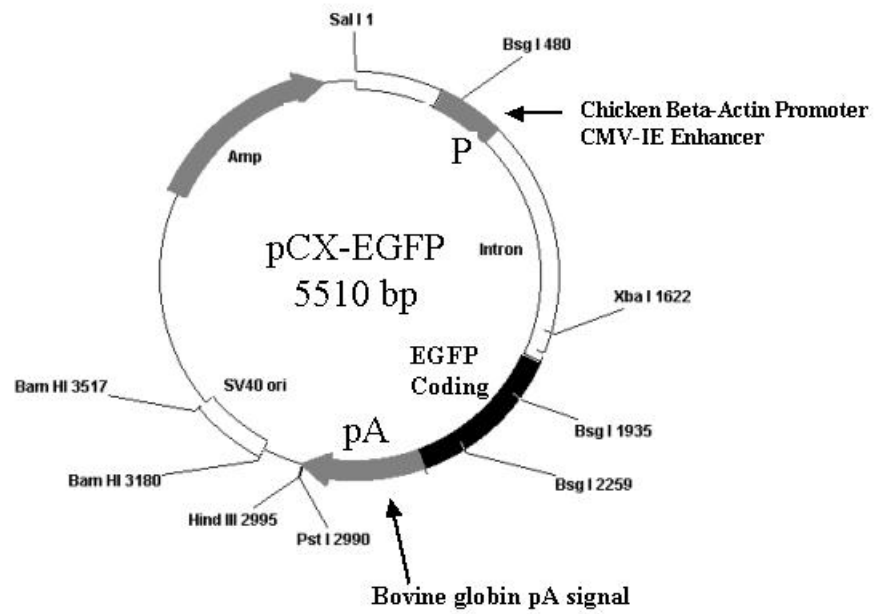 Sal I 1
Bsg I 480
Chicken Beta-Actin Promoter
CMV-IE Enhancer
P
Amp
pCX-EGFP
5510 bp
Intron
Xba I 1622
EGFP
Coding
Bam HI 3517
SV40 ori
pA
Bsg I 1935
Bam HI 3180
Bsg I 2259
Hind III 2995
Pst I 2990
Bovine globin pA signal